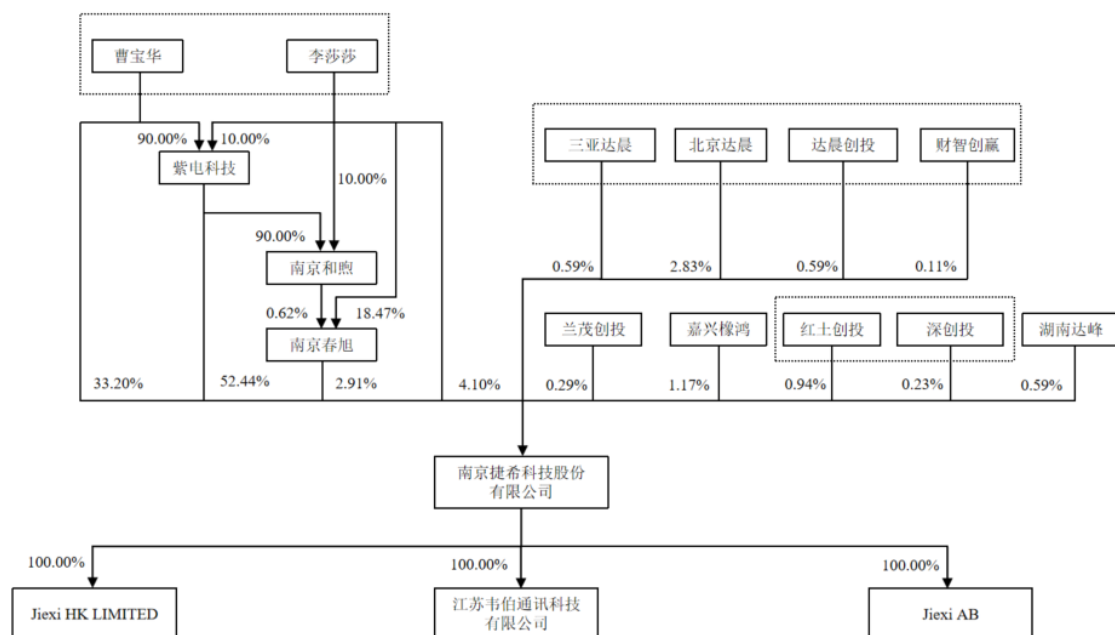 曹宝华
李莎莎
90.00%
10.00%
紫电科技
10.00%
三亚达晨
北京达晨
达晨创投
财智创赢
90.00%
南京和煦
0.59%
2.83%
0.59%
0.11%
0.62%
18.47%
南京春旭
兰茂创投
嘉兴橡鸿
红土创投
深创投
湖南达峰
33.20%
52.44%
2.91%
4.10%
0.29%
1.17%
0.94%
0.23%
0.59%
南京捷希科技股份
有限公司
100.00%
100.00%
100.00%
Jiexi HK LIMITED
江苏韦伯通讯科技
有限公司
Jiexi AB